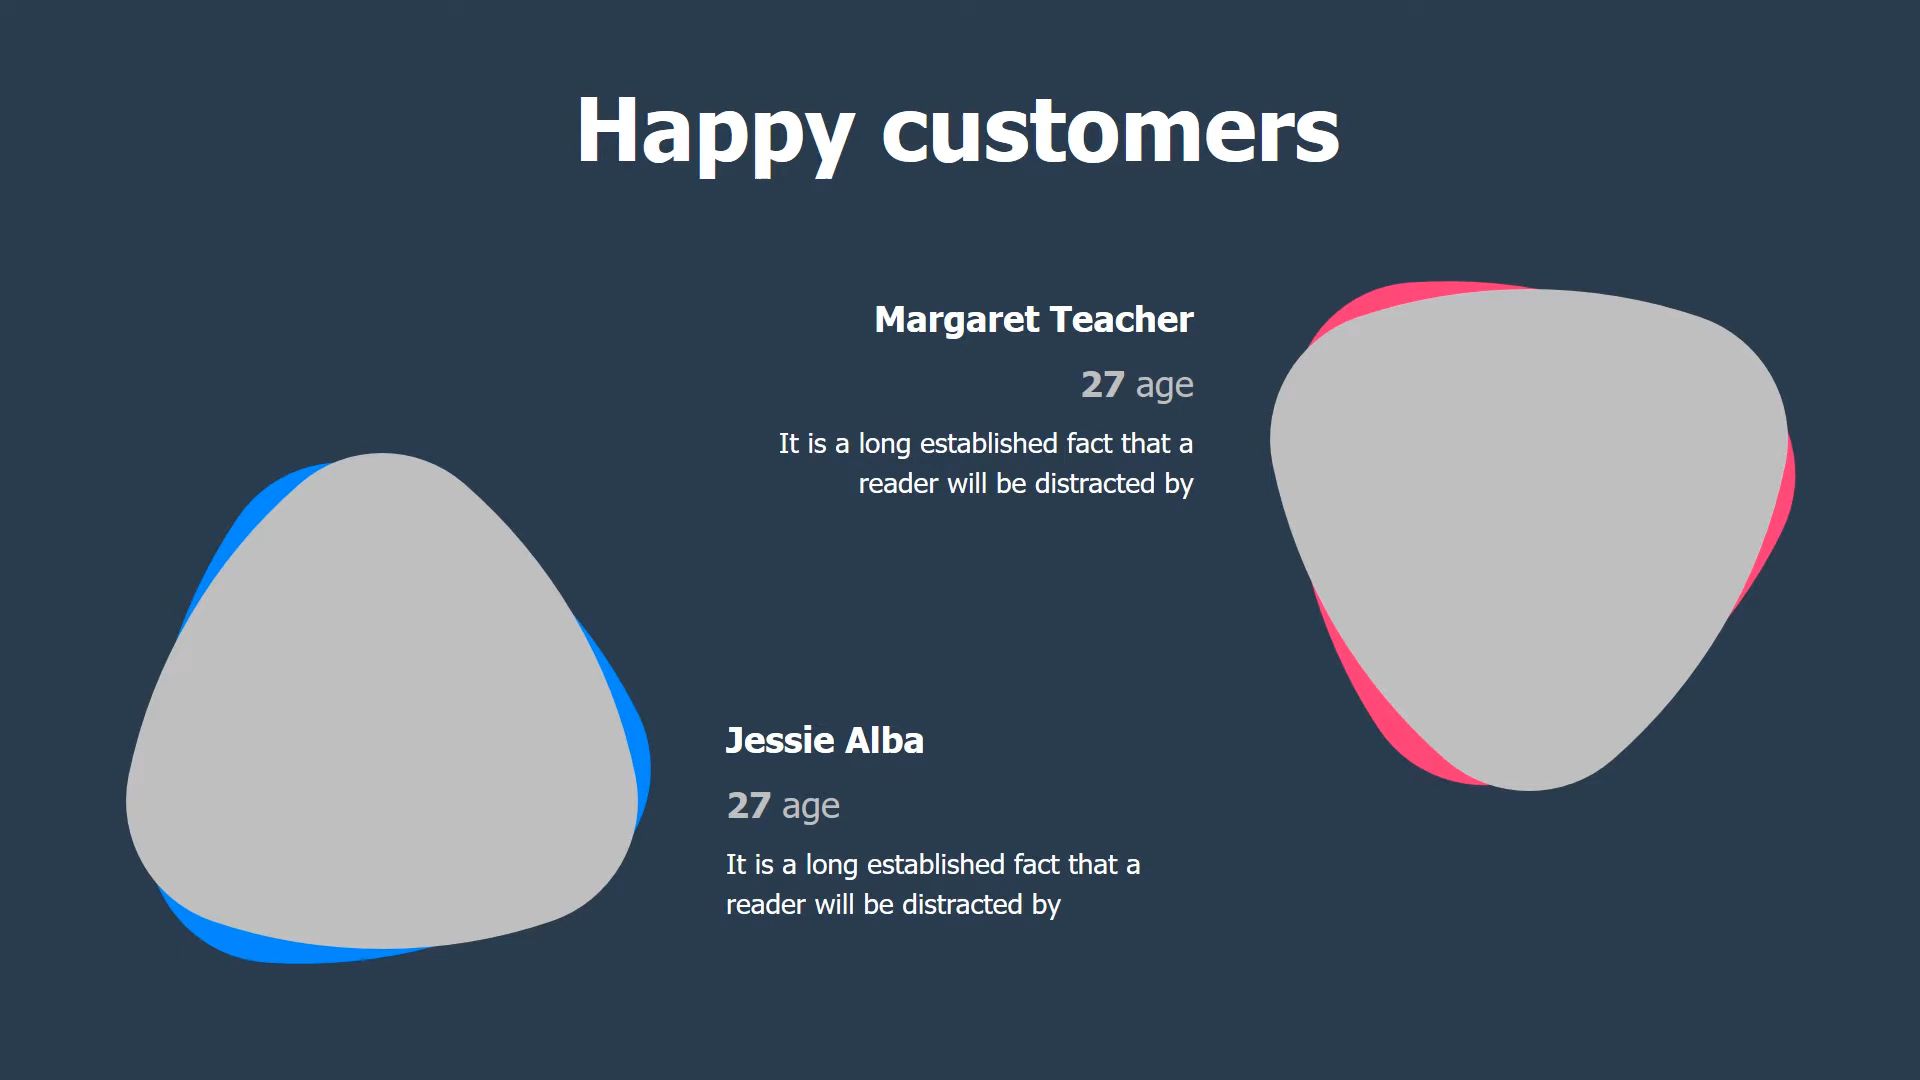 Happy customers
Margaret Teacher
27 age
It is a long established fact that a
reader will be distracted by
Jessie Alba
27 age
It is a long established fact that a
reader will be distracted by